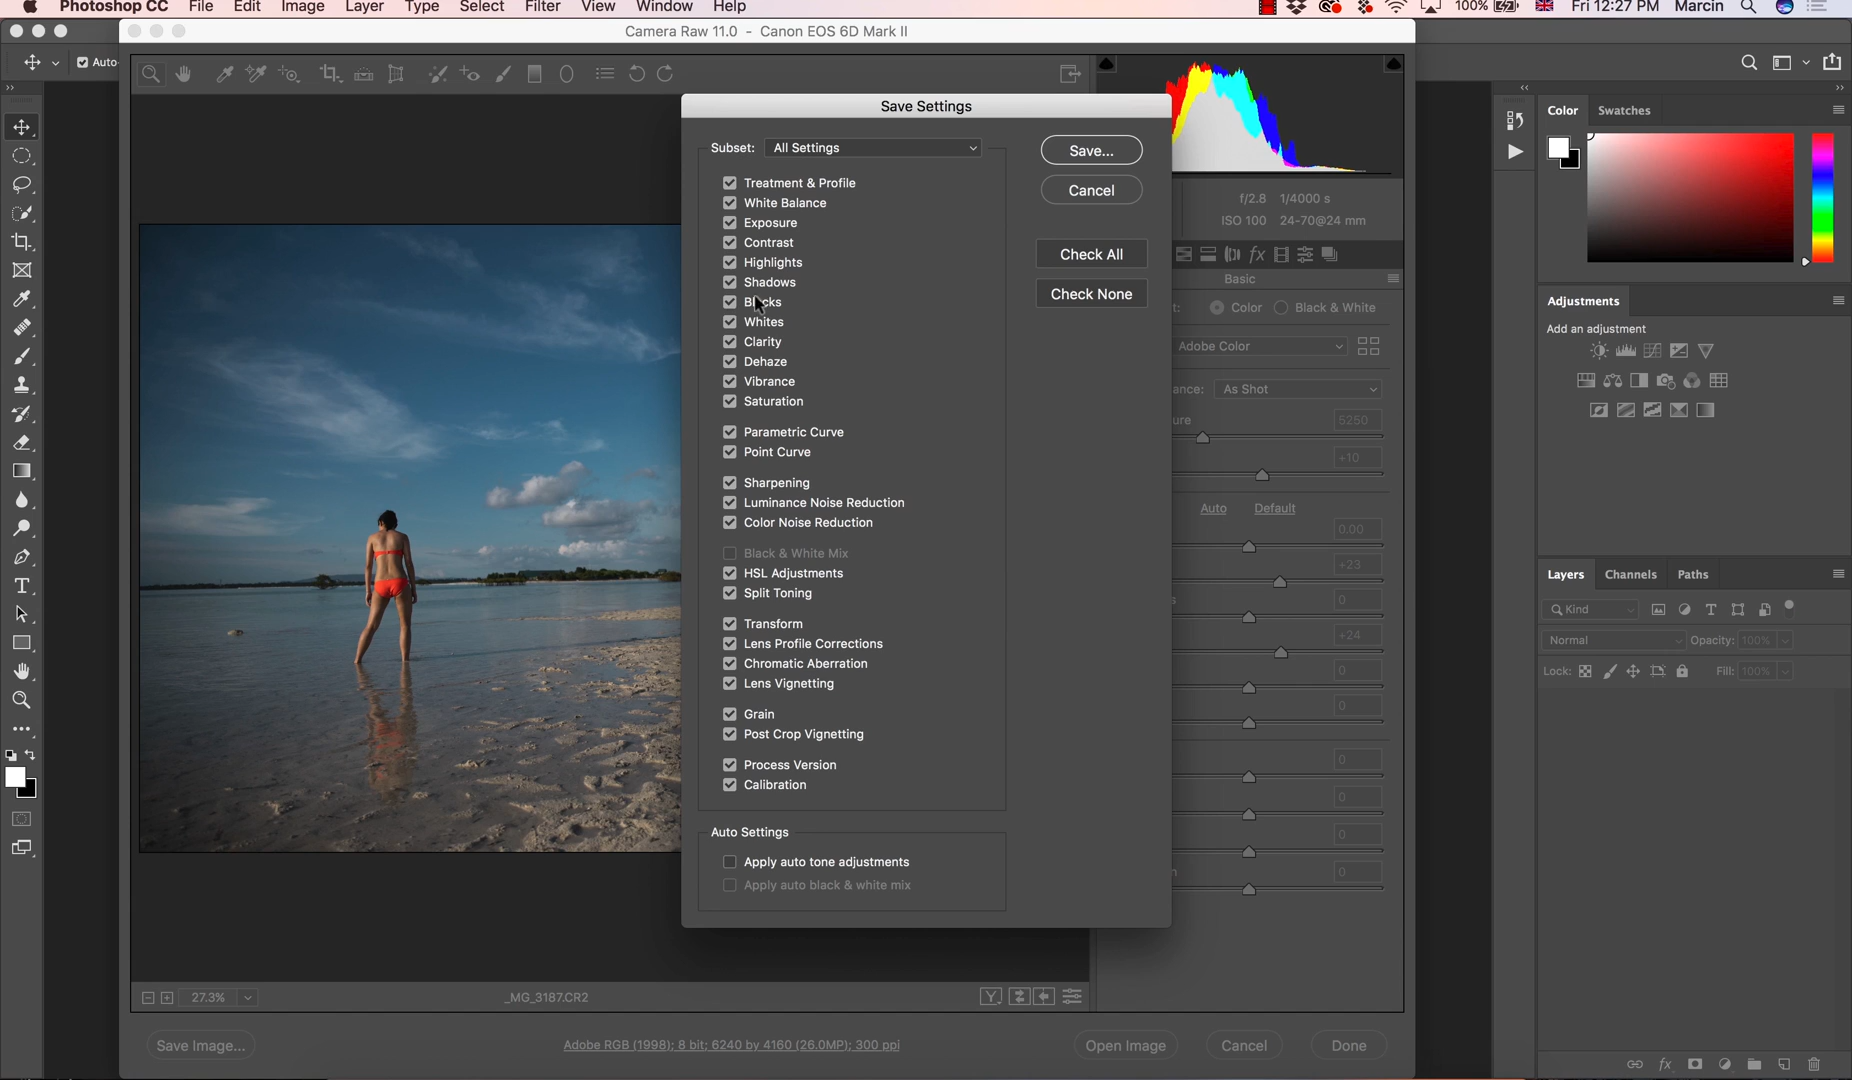 Photoshop CC File Edit Image Layer Type Select Filter View Window Help 100% Fri 12:27 PM Marcin
Camera Raw 11.0 - Canon EOS 6D Mark II
Auto-
Save Settings
Subset: All Settings
Save...
Cancel
Check All
Check None
Treatment & Profile
White Balance
Exposure
Contrast
Highlights
Shadows
Blacks
Whites
Clarity
Dehaze
Vibrance
Saturation
Parametric Curve
Point Curve
Sharpening
Luminance Noise Reduction
Color Noise Reduction
Black & White Mix
HSL Adjustments
Split Toning
Transform
Lens Profile Corrections
Chromatic Aberration
Lens Vignetting
Grain
Post Crop Vignetting
Process Version
Calibration
Auto Settings
Apply auto tone adjustments
Apply auto black & white mix
f/2.8 1/4000 s
ISO 100 24-70@24 mm
Basic
t: Color Black & White
Adobe Color
ance: As Shot
ure 5250
+10
Auto Default
0.00
+23
s 0
+24
0
0
0
0
0
n 0
27.3% _MG_3187.CR2
Save Image... Adobe RGB (1998); 8 bit; 6240 by 4160 (26.0MP); 300 ppi Open Image Cancel Done
Color Swatches
Adjustments
Add an adjustment
Layers Channels Paths
Kind
Normal Opacity: 100%
Lock: Fill: 100%